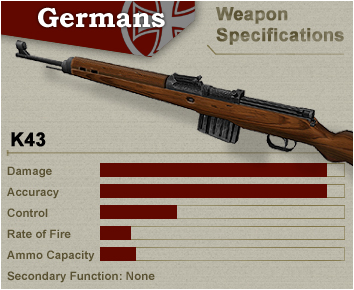 Germans
Weapon
Specifications
K43
Damage
Accuracy
Control
Rate of Fire
Ammo Capacity
Secondary Function: None